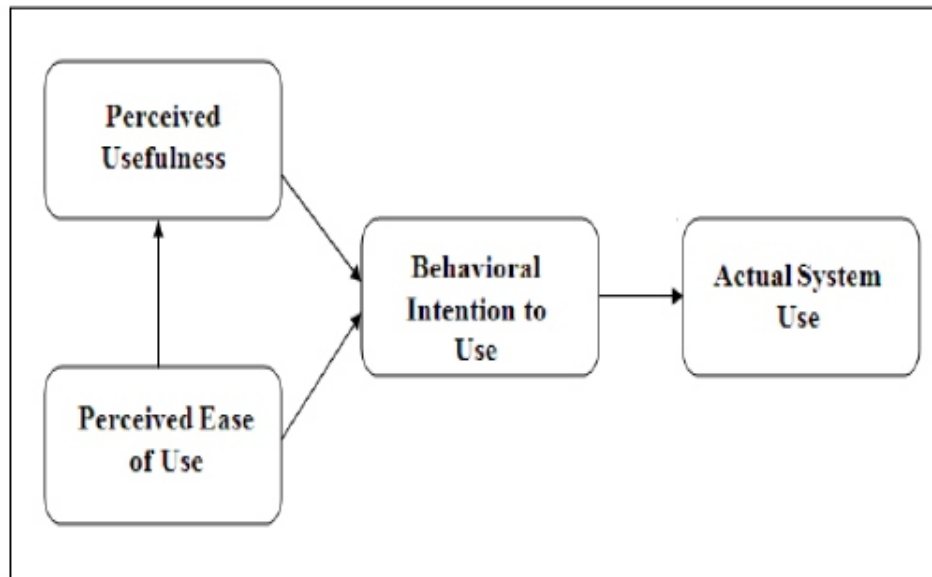 Perceived
Usefulness
Behavioral
Intention to
Use
Actual System
Use
Perceived Ease
of Use